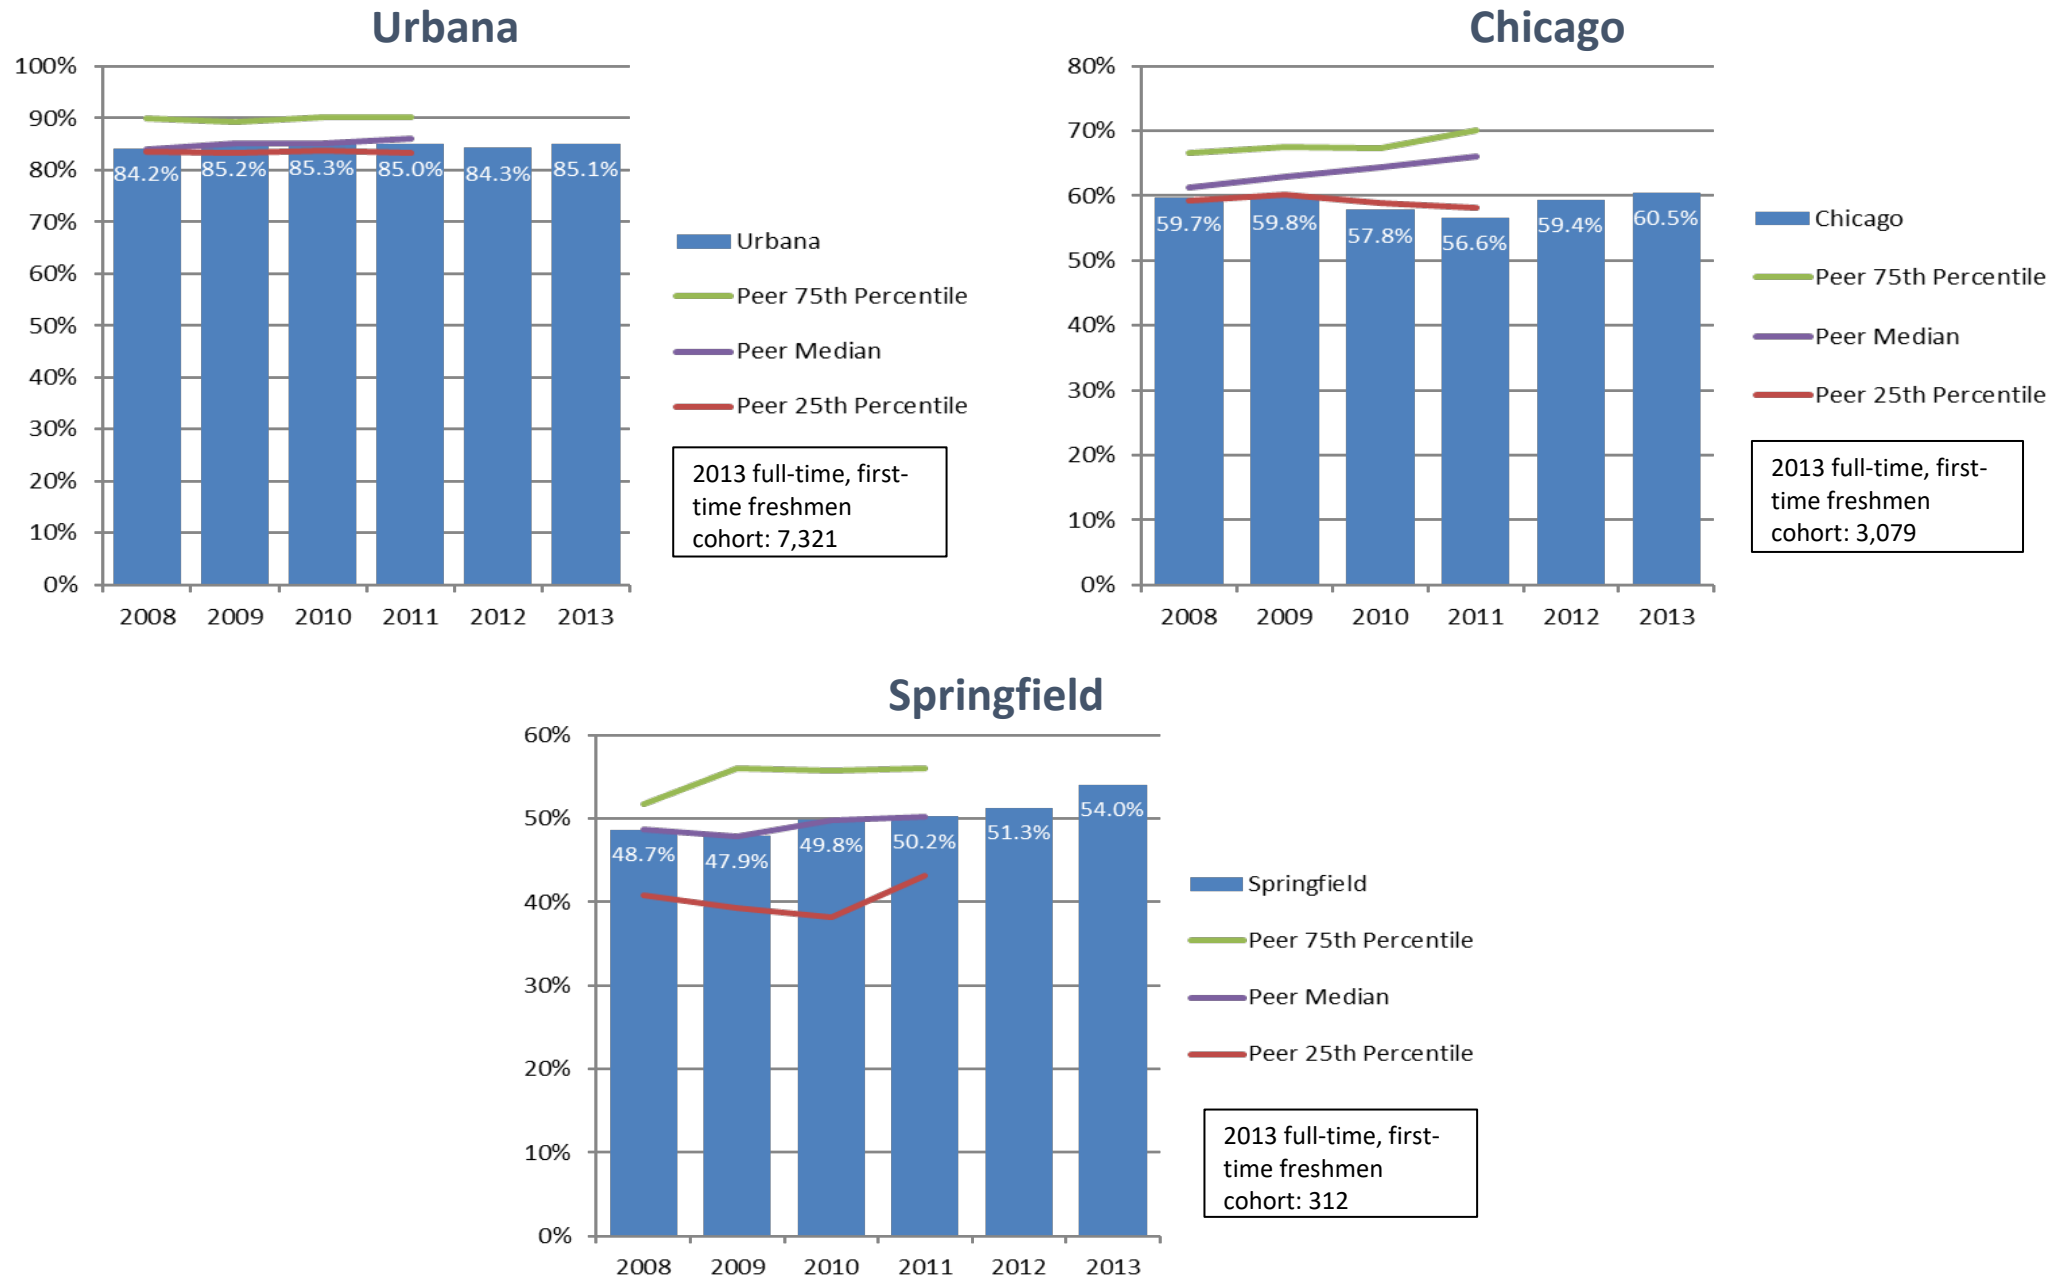 Urbana
100%
90%
80%
70%
60%
50%
40%
30%
20%
10%
0%
84.2%
85.2%
85.3%
85.0%
84.3%
85.1%
2008
2009
2010
2011
2012
2013
Urbana
Peer 75th Percentile
Peer Median
Peer 25th Percentile
2013 full-time, first-
time freshmen
cohort: 7,321
Chicago
80%
70%
60%
50%
40%
30%
20%
10%
0%
59.7%
59.8%
57.8%
56.6%
59.4%
60.5%
2008
2009
2010
2011
2012
2013
Chicago
Peer 75th Percentile
Peer Median
Peer 25th Percentile
2013 full-time, first-
time freshmen
cohort: 3,079
Springfield
60%
50%
40%
30%
20%
10%
0%
48.7%
47.9%
49.8%
50.2%
51.3%
54.0%
2008
2009
2010
2011
2012
2013
Springfield
Peer 75th Percentile
Peer Median
Peer 25th Percentile
2013 full-time, first-
time freshmen
cohort: 312